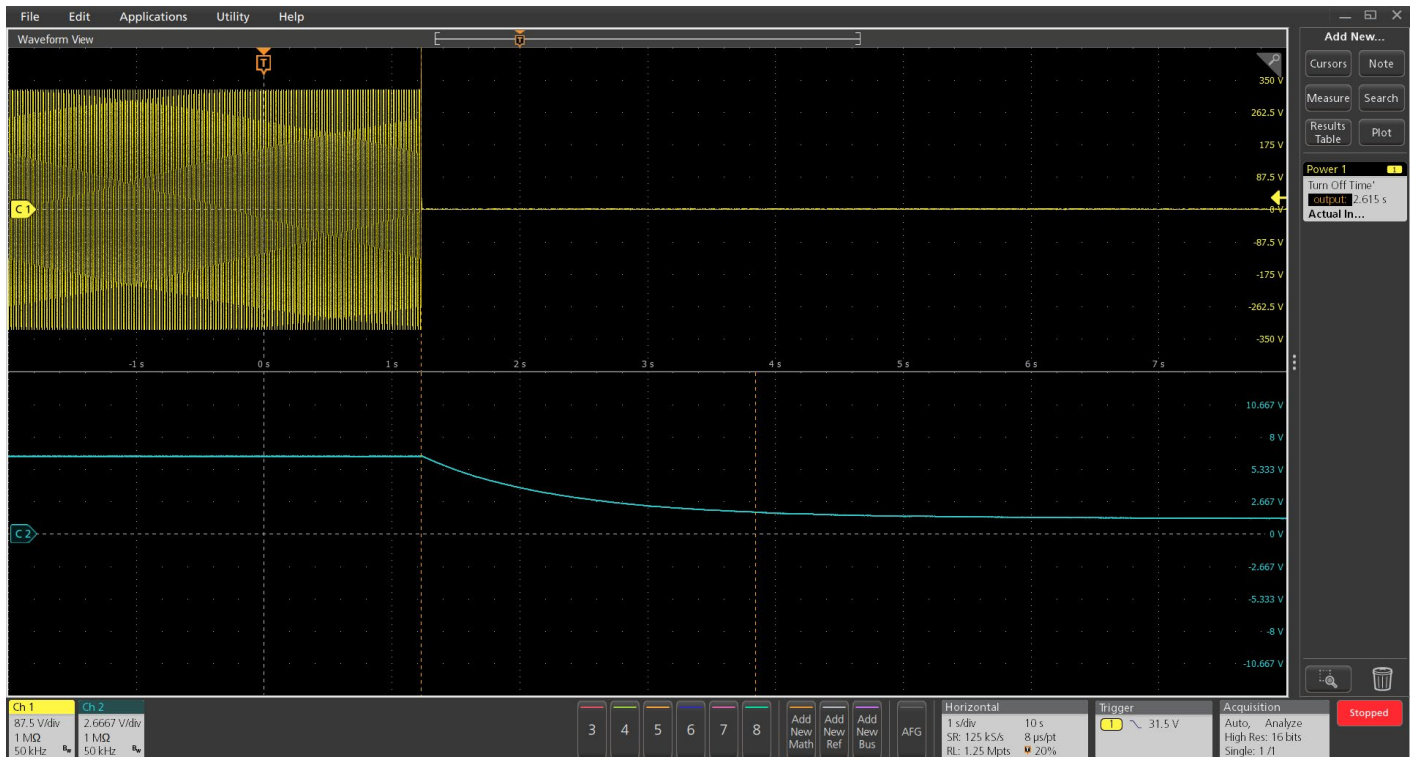 File Edit Applications Utility Help
Waveform View
T
T
Add New...
Cursors Note
Measure Search
Results Table Plot
Power 1 1
Turn Off Time'
output: 2.615 s
Actual In...
350 V
262.5 V
175 V
87.5 V
C 1
0 V
-87.5 V
-175 V
-262.5 V
-350 V
-1 s 0 s 1 s 2 s 3 s 4 s 5 s 6 s 7 s
10.667 V
8 V
5.333 V
2.667 V
C 2
0 V
-2.667 V
-5.333 V
-8 V
-10.667 V
Ch 1
87.5 V/div
1 MΩ
50 kHz Bw
Ch 2
2.6667 V/div
1 MΩ
50 kHz Bw
3 4 5 6 7 8
Add New Math
Add New Ref
Add New Bus
AFG
Horizontal
1 s/div 10 s
SR: 125 kS/s 8 µs/pt
RL: 1.25 Mpts T 20%
Trigger
1 31.5 V
Acquisition
Auto, Analyze
High Res: 16 bits
Single: 1 /1
Stopped